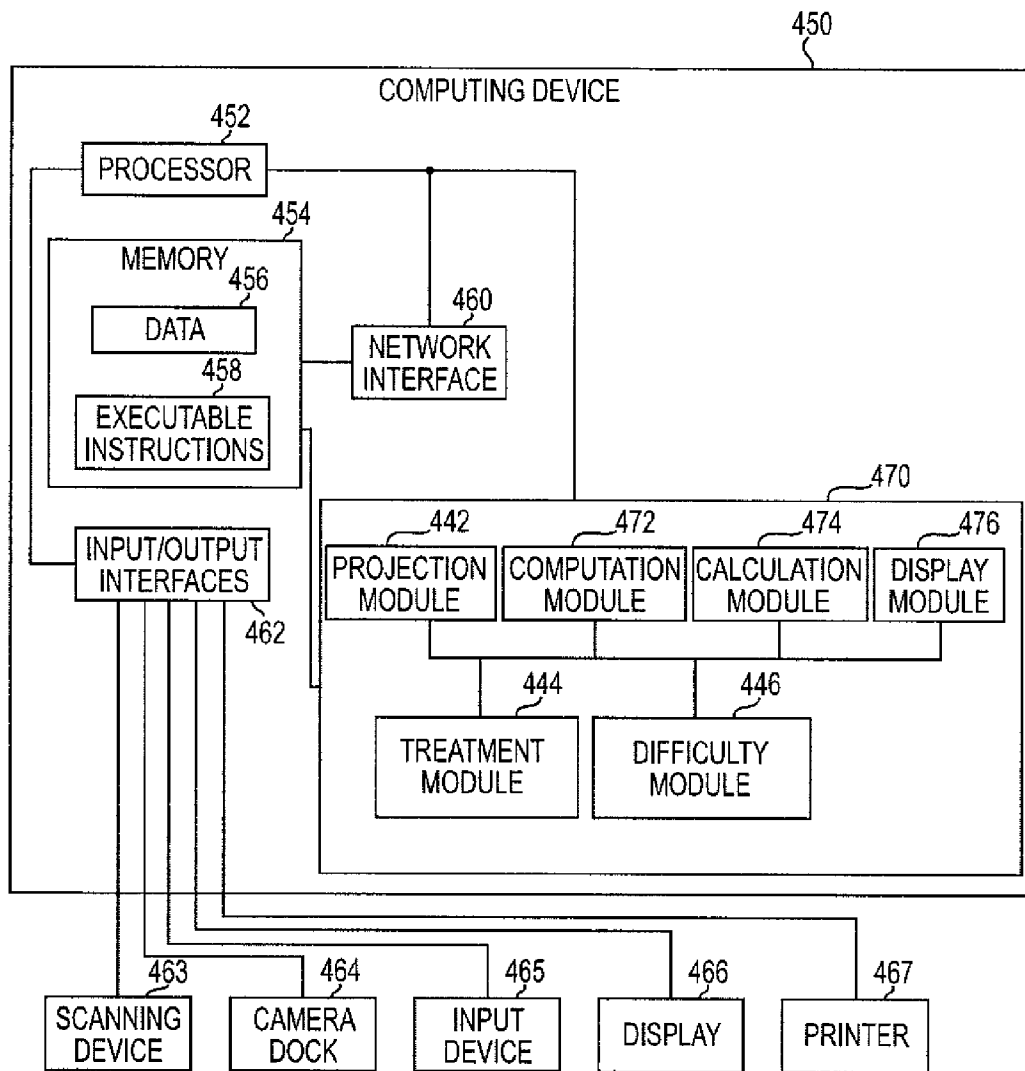 450
COMPUTING DEVICE
452
PROCESSOR
454
MEMORY
456
DATA
458
EXECUTABLE
INSTRUCTIONS
460
NETWORK
INTERFACE
INPUT/OUTPUT
INTERFACES
462
470
442
PROJECTION
MODULE
472
COMPUTATION
MODULE
474
CALCULATION
MODULE
476
DISPLAY
MODULE
444
TREATMENT
MODULE
446
DIFFICULTY
MODULE
463
SCANNING
DEVICE
464
CAMERA
DOCK
465
INPUT
DEVICE
466
DISPLAY
467
PRINTER